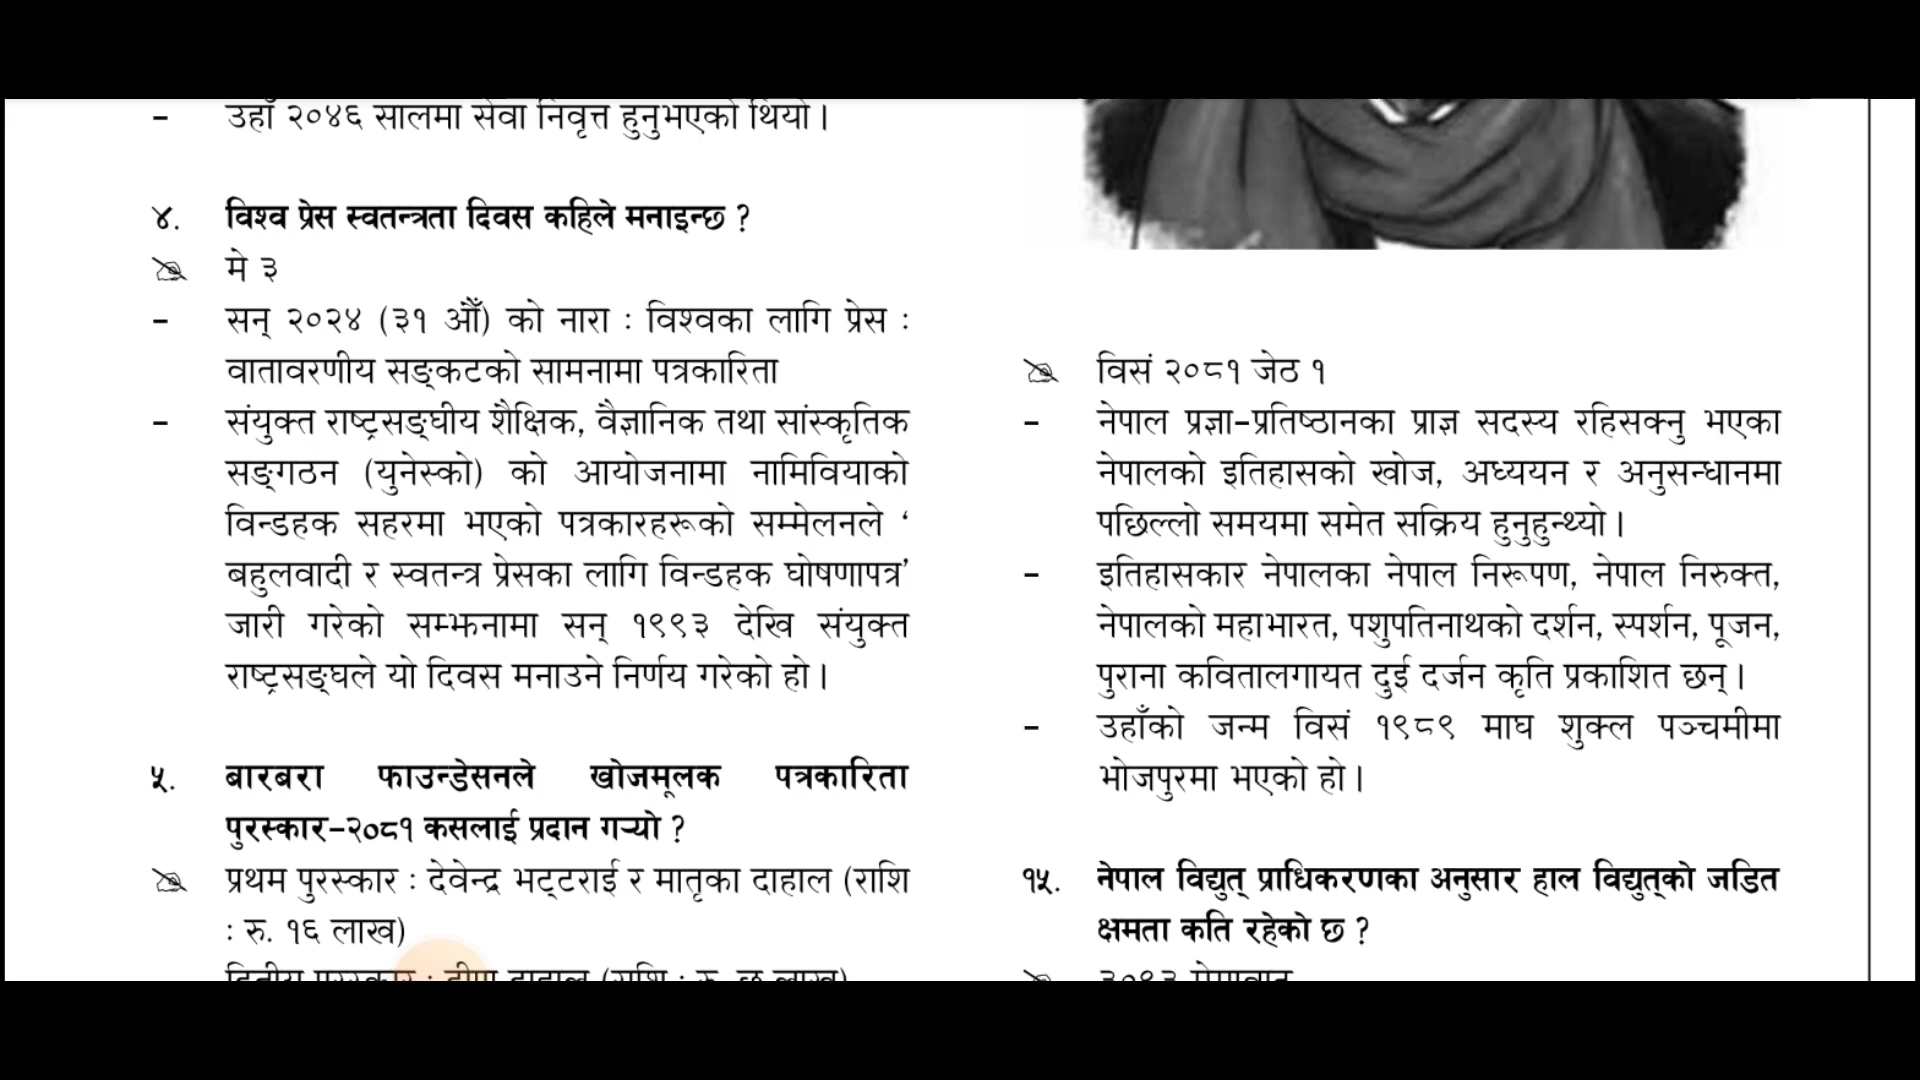 - उहाँ २०४६ सालमा सेवा निवृत्त हुनुभएको थियो।
४. विश्व प्रेस स्वतन्त्रता दिवस कहिले मनाइन्छ ?
मे ३
- सन् २०२४ (३१ औँ) को नारा : विश्वका लागि प्रेस :
वातावरणीय सङ्कटको सामनामा पत्रकारिता
- संयुक्त राष्ट्रसङ्घीय शैक्षिक, वैज्ञानिक तथा सांस्कृतिक
सङ्गठन (युनेस्को) को आयोजनामा नामिवियाको
विन्डहक सहरमा भएको पत्रकारहरूको सम्मेलनले ‘
बहुलवादी र स्वतन्त्र प्रेसका लागि विन्डहक घोषणापत्र’
जारी गरेको सम्झनामा सन् १९९३ देखि संयुक्त
राष्ट्रसङ्घले यो दिवस मनाउने निर्णय गरेको हो।
५. बारबरा फाउन्डेसनले खोजमूलक पत्रकारिता
पुरस्कार-२०८१ कसलाई प्रदान गऱ्यो ?
प्रथम पुरस्कार : देवेन्द्र भट्टराई र मातृका दाहाल (राशि
: रु. १६ लाख)
विसं २०८१ जेठ १
- नेपाल प्रज्ञा-प्रतिष्ठानका प्राज्ञ सदस्य रहिसक्नु भएका
नेपालको इतिहासको खोज, अध्ययन र अनुसन्धानमा
पछिल्लो समयमा समेत सक्रिय हुनुहुन्थ्यो।
- इतिहासकार नेपालका नेपाल निरूपण, नेपाल निरुक्त,
नेपालको महाभारत, पशुपतिनाथको दर्शन, स्पर्शन, पूजन,
पुराना कवितालगायत दुई दर्जन कृति प्रकाशित छन्।
- उहाँको जन्म विसं १९८९ माघ शुक्ल पञ्चमीमा
भोजपुरमा भएको हो।
१५. नेपाल विद्युत् प्राधिकरणका अनुसार हाल विद्युत्को जडित
क्षमता कति रहेको छ ?